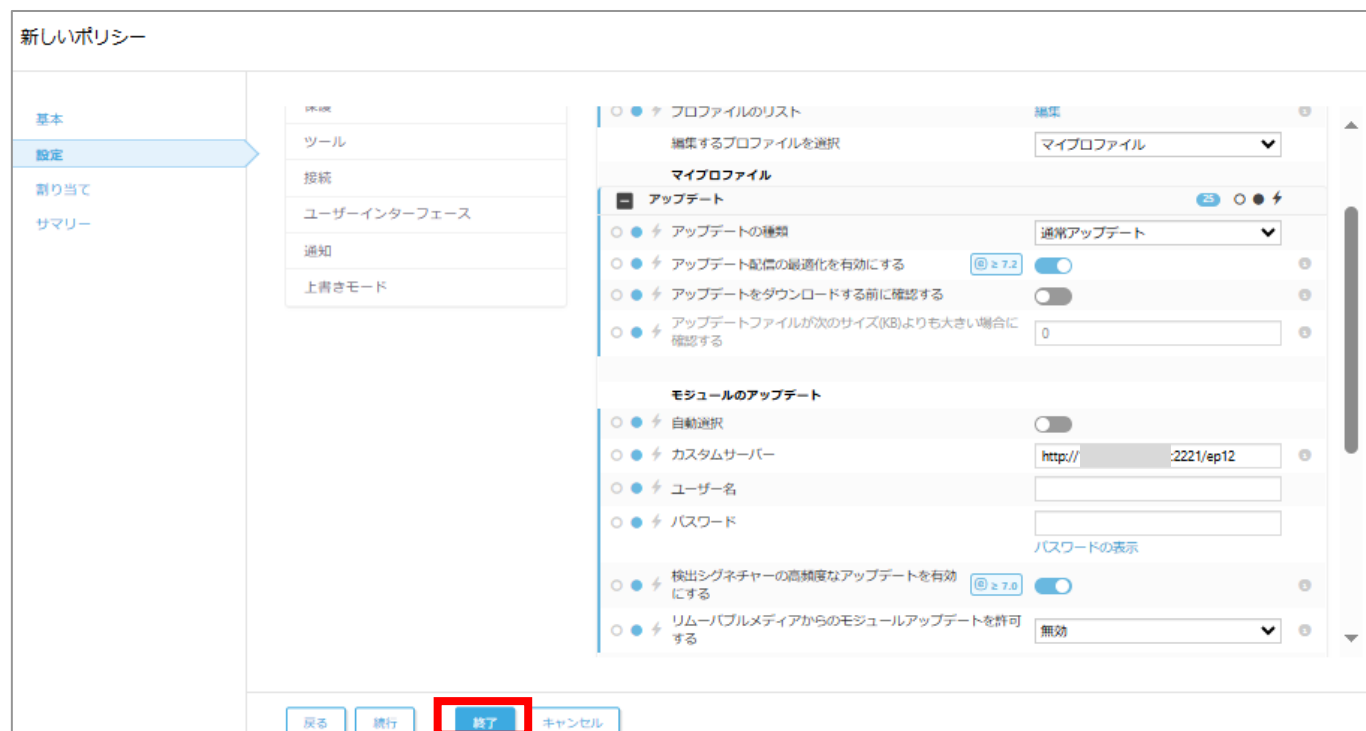 新しいポリシー
基本
設定
割り当て
サマリー
保護
ツール
接続
ユーザーインターフェース
通知
上書きモード
プロファイルのリスト
編集
編集するプロファイルを選択
マイプロファイル
マイプロファイル
アップデート
25
アップデートの種類
通常アップデート
アップデート配信の最適化を有効にする
≥ 7.2
アップデートをダウンロードする前に確認する
アップデートファイルが次のサイズ(KB)よりも大きい場合に
確認する
0
モジュールのアップデート
自動選択
カスタムサーバー
http://
:2221/ep12
ユーザー名
パスワード
パスワードの表示
検出シグネチャーの高頻度なアップデートを有効
にする
≥ 7.0
リムーバブルメディアからのモジュールアップデートを許可
する
無効
戻る
続行
終了
キャンセル